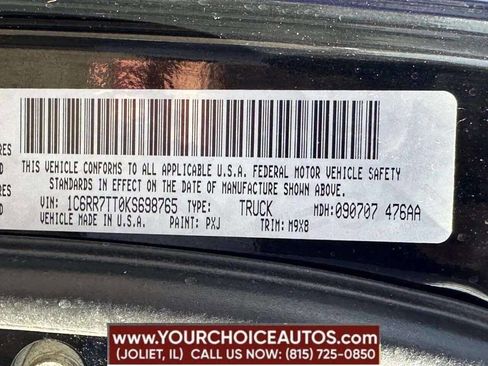 RES
THIS VEHICLE CONFORMS TO ALL APPLICABLE U.S.A. FEDERAL MOTOR VEHICLE SAFETY
STANDARDS IN EFFECT ON THE DATE OF MANUFACTURE SHOWN ABOVE.
RES VIN: 1C6RR7TT0KS698765 TYPE: TRUCK MDH: 090707 476AA
VEHICLE MADE IN U.S.A. PAINT: PXJ TRIM: M9X8
WWW.YOURCHOICEAUTOS.COM
(JOLIET, IL) CALL US NOW: (815) 725-0850